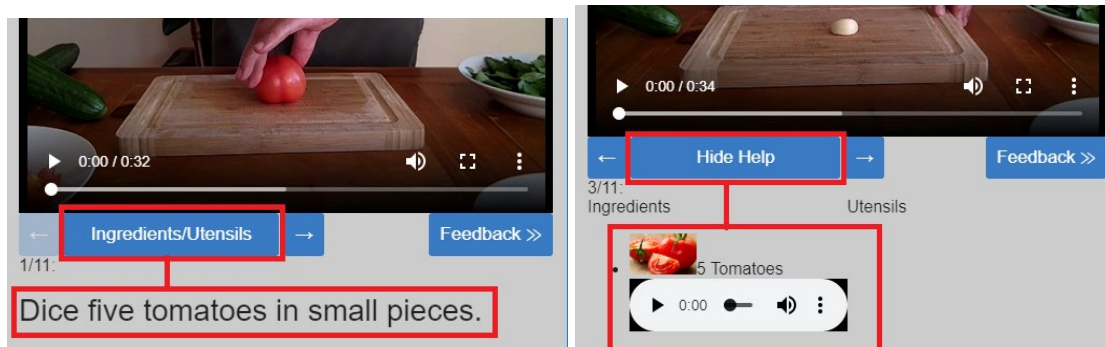 0:00 / 0:32
← Ingredients/Utensils → Feedback >>
1/11:
Dice five tomatoes in small pieces.
0:00 / 0:34
← Hide Help → Feedback >>
3/11:
Ingredients Utensils
5 Tomatoes
0:00